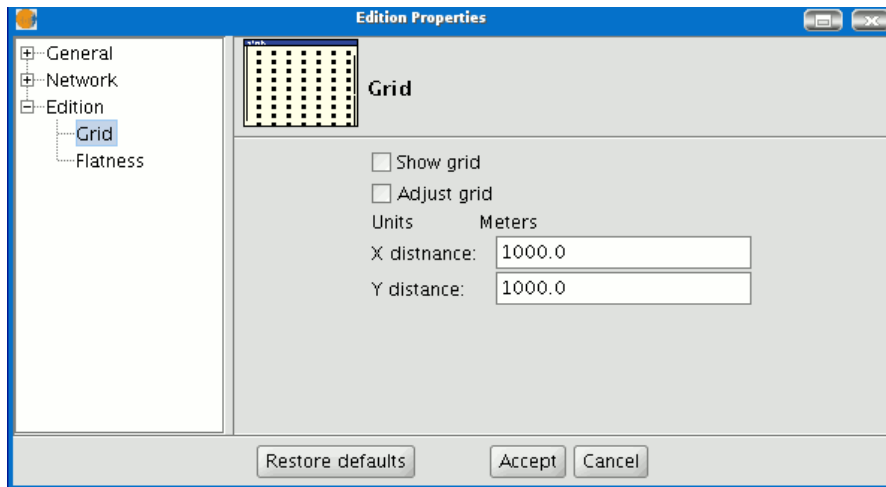 Edition Properties
General
Network
Edition
Grid
Flatness
Grid
Show grid
Adjust grid
Units Meters
X distnance: 1000.0
Y distance: 1000.0
Restore defaults Accept Cancel